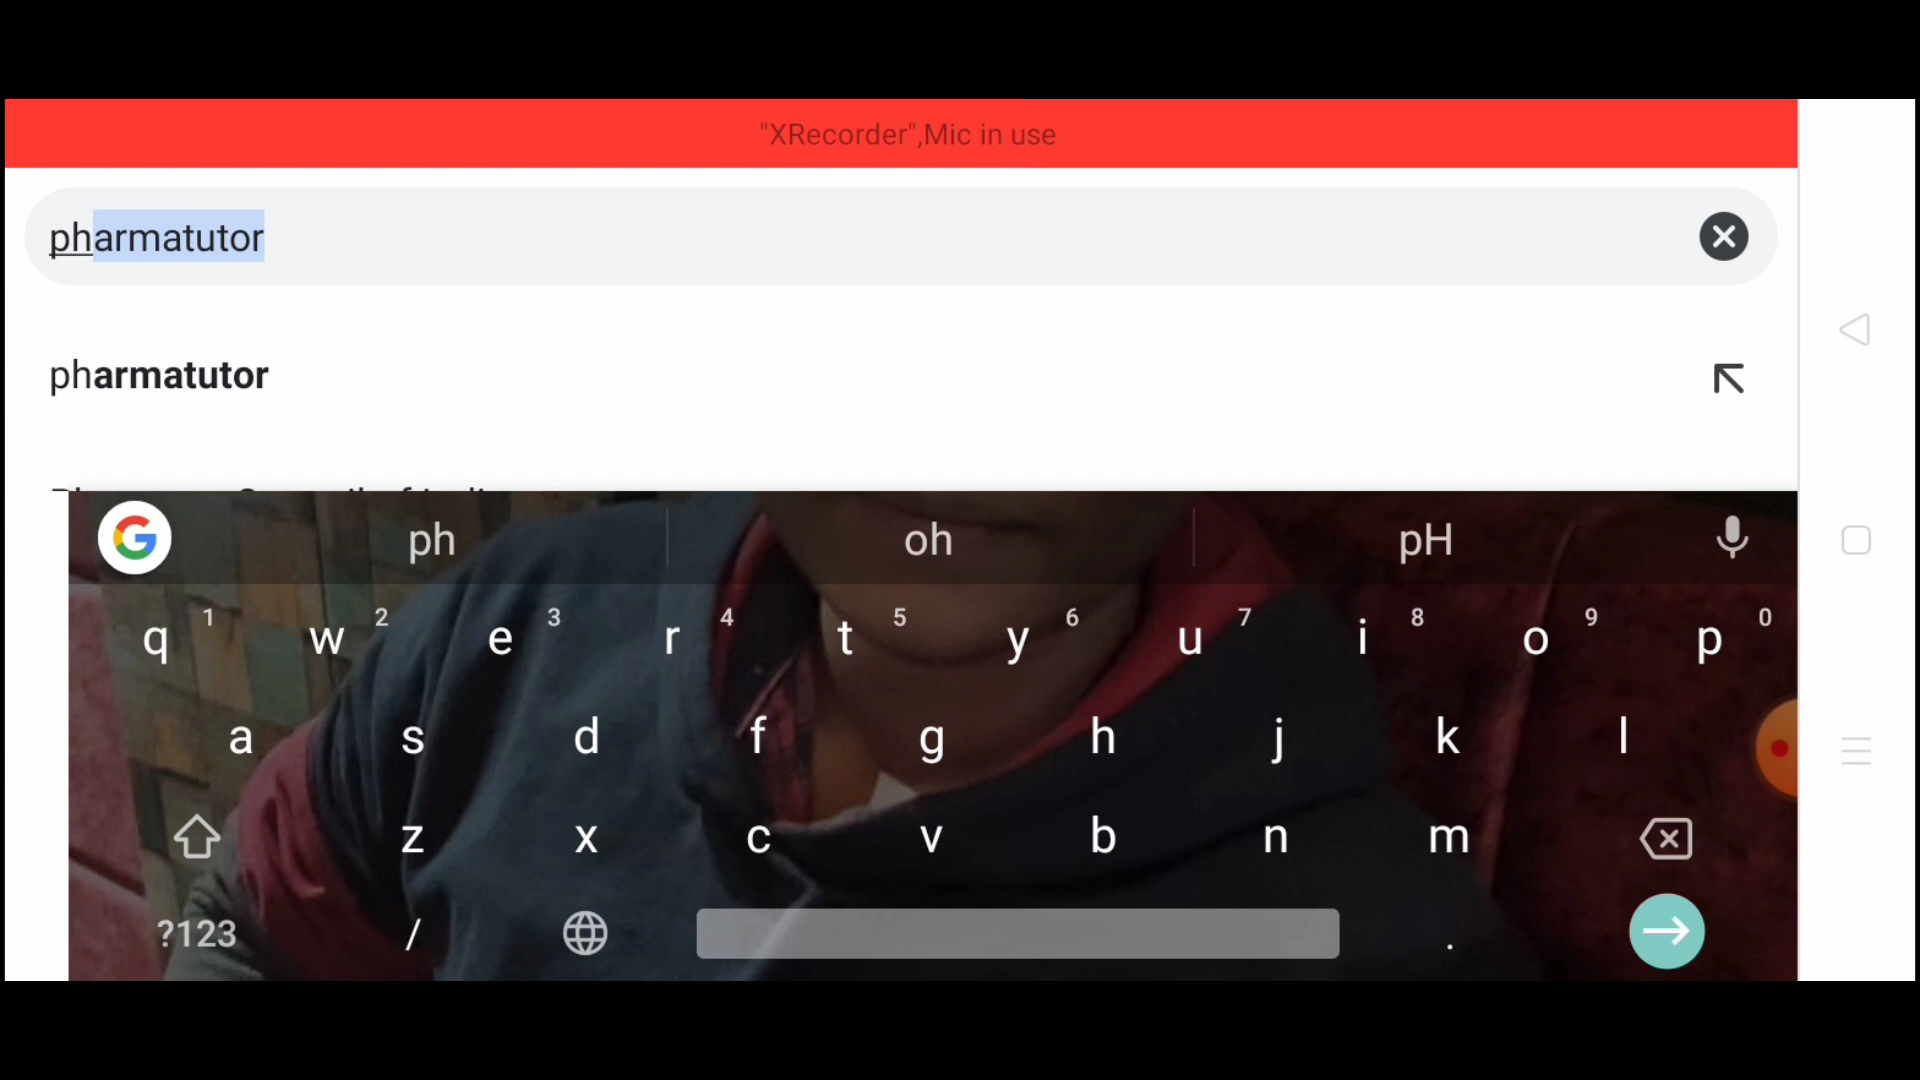 "XRecorder",Mic in use
pharmatutor
pharmatutor
ph oh pH
q 1 w 2 e 3 r 4 t 5 y 6 u 7 i 8 o 9 p 0
a s d f g h j k l
z x c v b n m
?123 / .